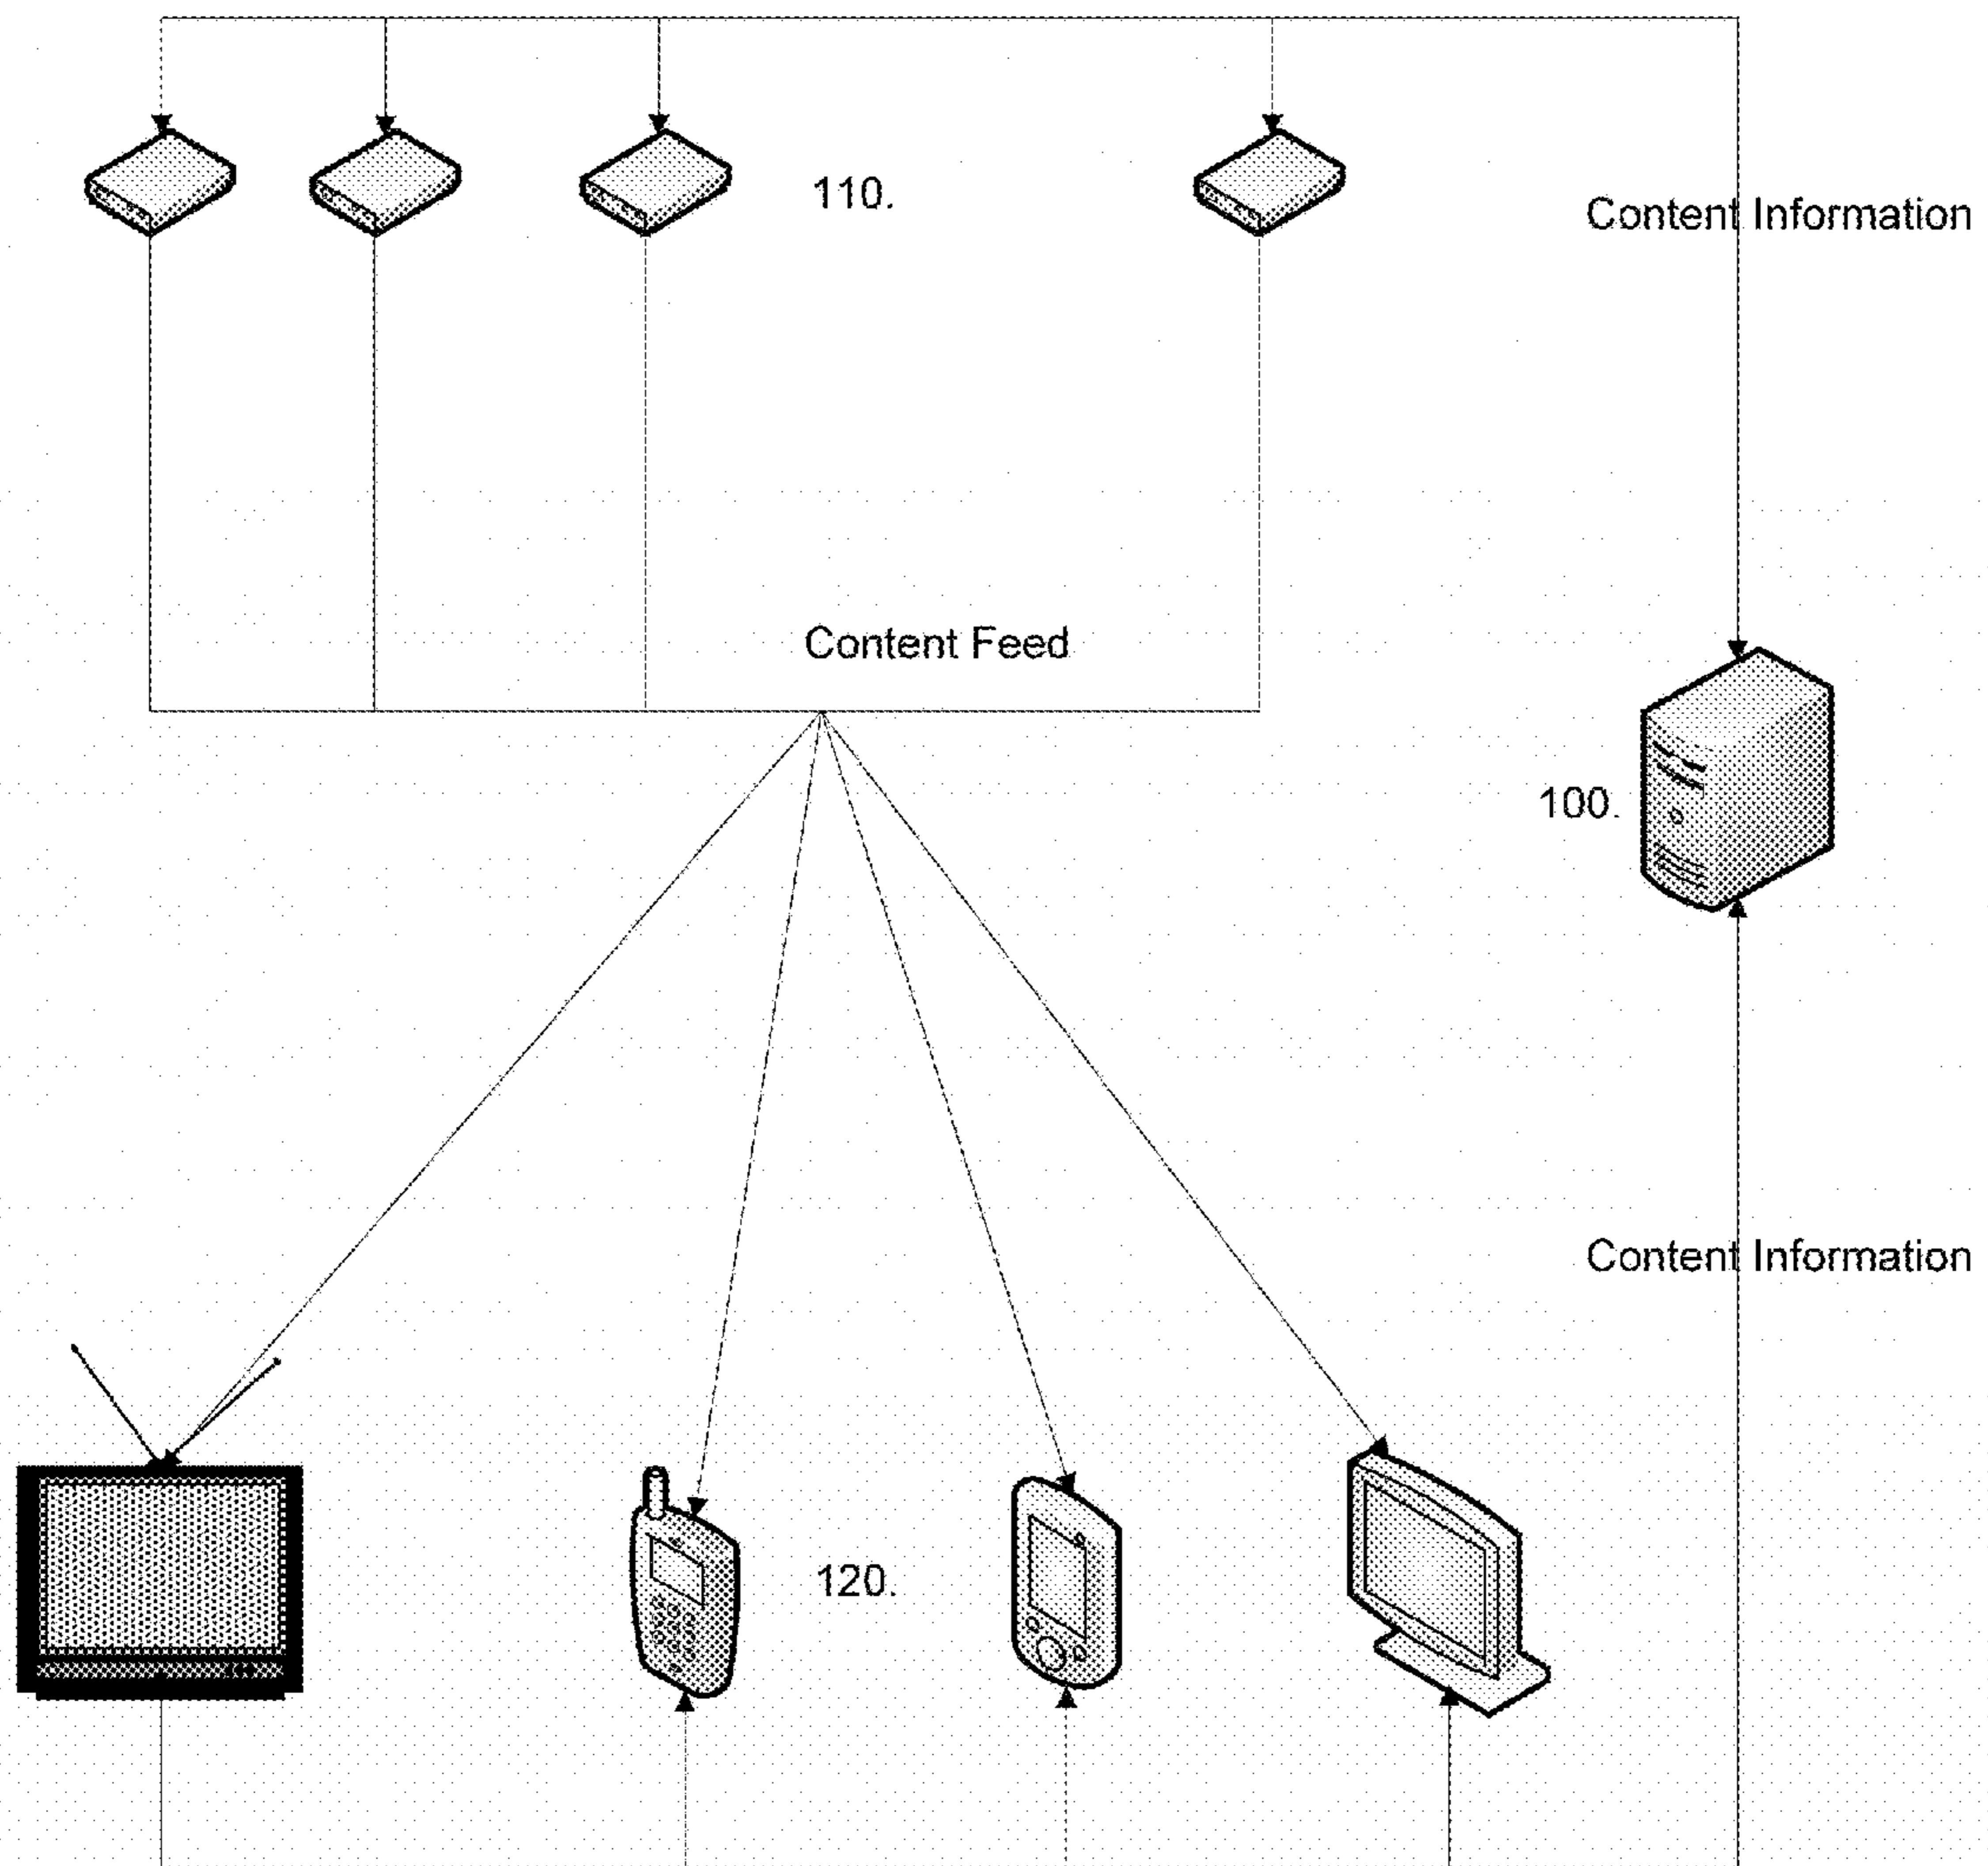 110.
Content Information
Content Feed
100.
Content Information
120.